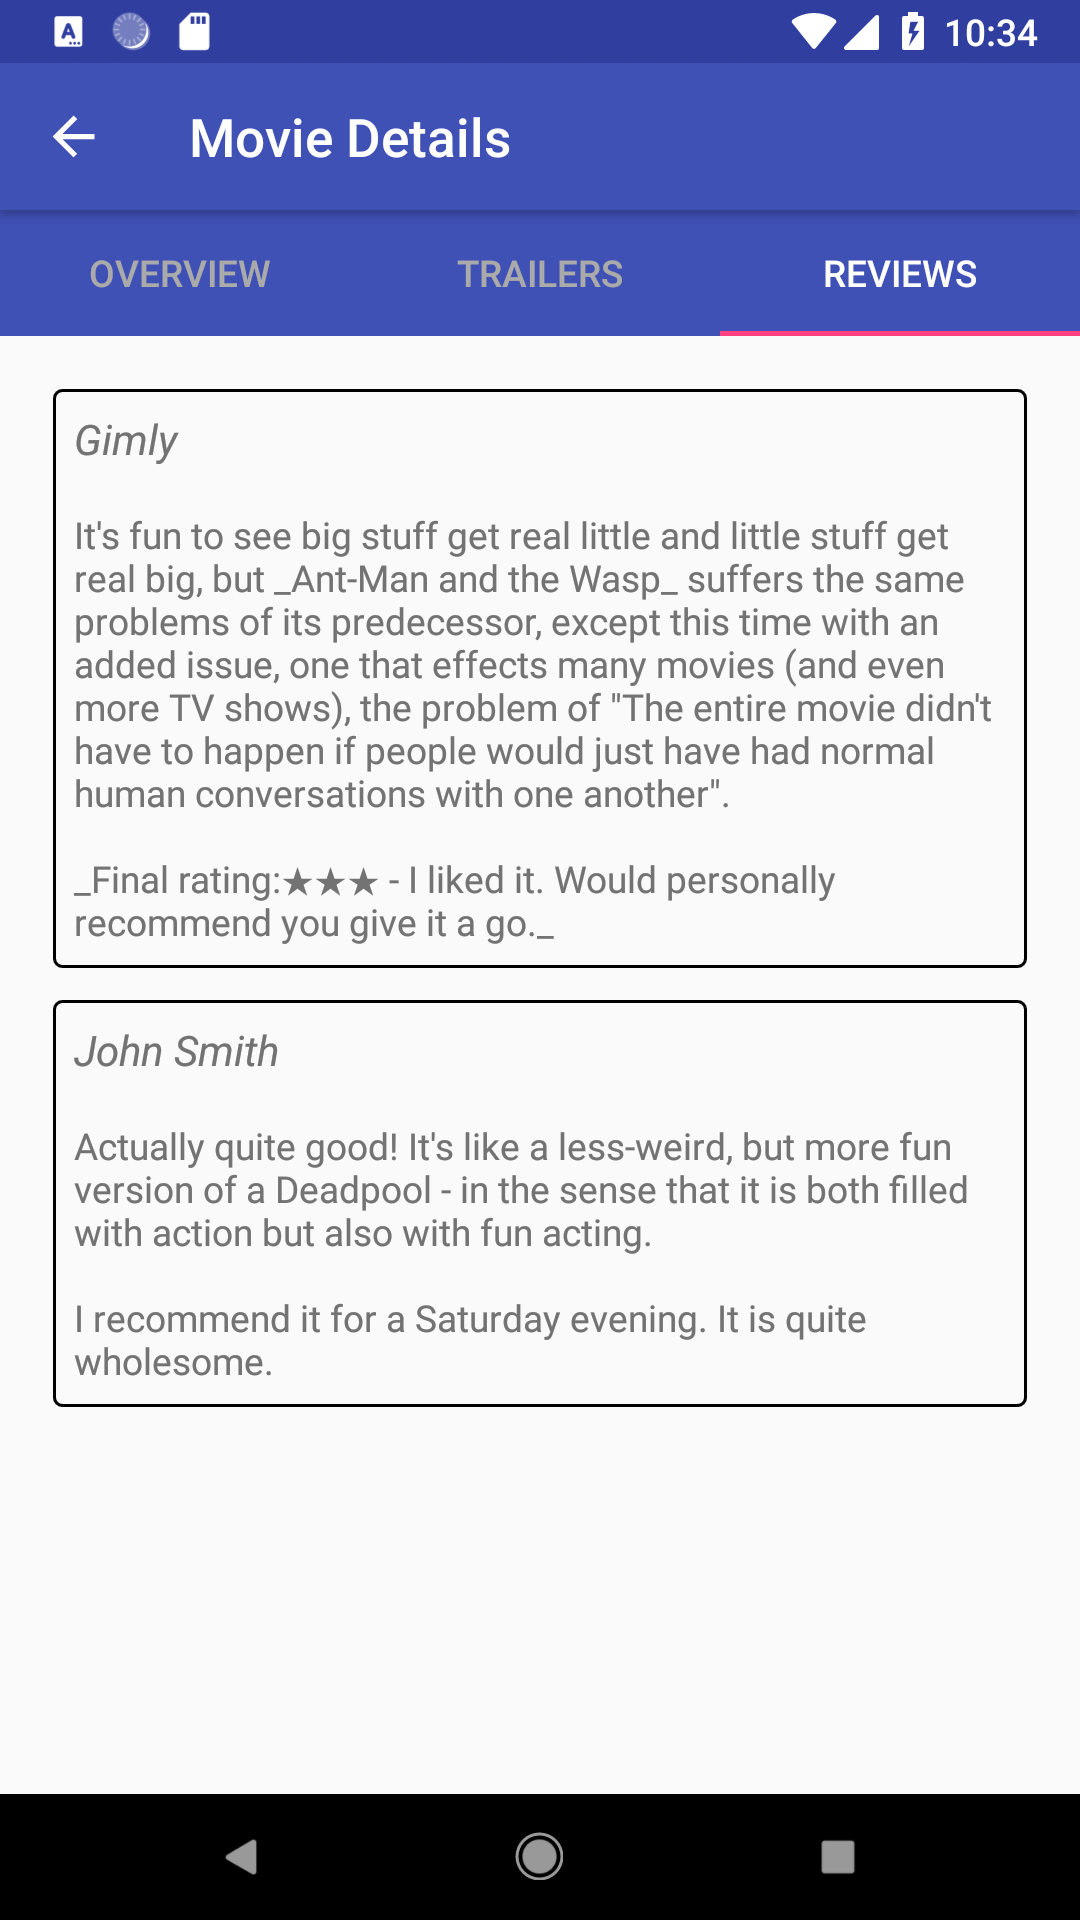 10:34
Movie Details
OVERVIEW
TRAILERS
REVIEWS
Gimly
It's fun to see big stuff get real little and little stuff get
real big, but _Ant-Man and the Wasp_ suffers the same
problems of its predecessor, except this time with an
added issue, one that effects many movies (and even
more TV shows), the problem of "The entire movie didn't
have to happen if people would just have had normal
human conversations with one another".
_Final rating:★★★ - I liked it. Would personally
recommend you give it a go._
John Smith
Actually quite good! It's like a less-weird, but more fun
version of a Deadpool - in the sense that it is both filled
with action but also with fun acting.
I recommend it for a Saturday evening. It is quite
wholesome.